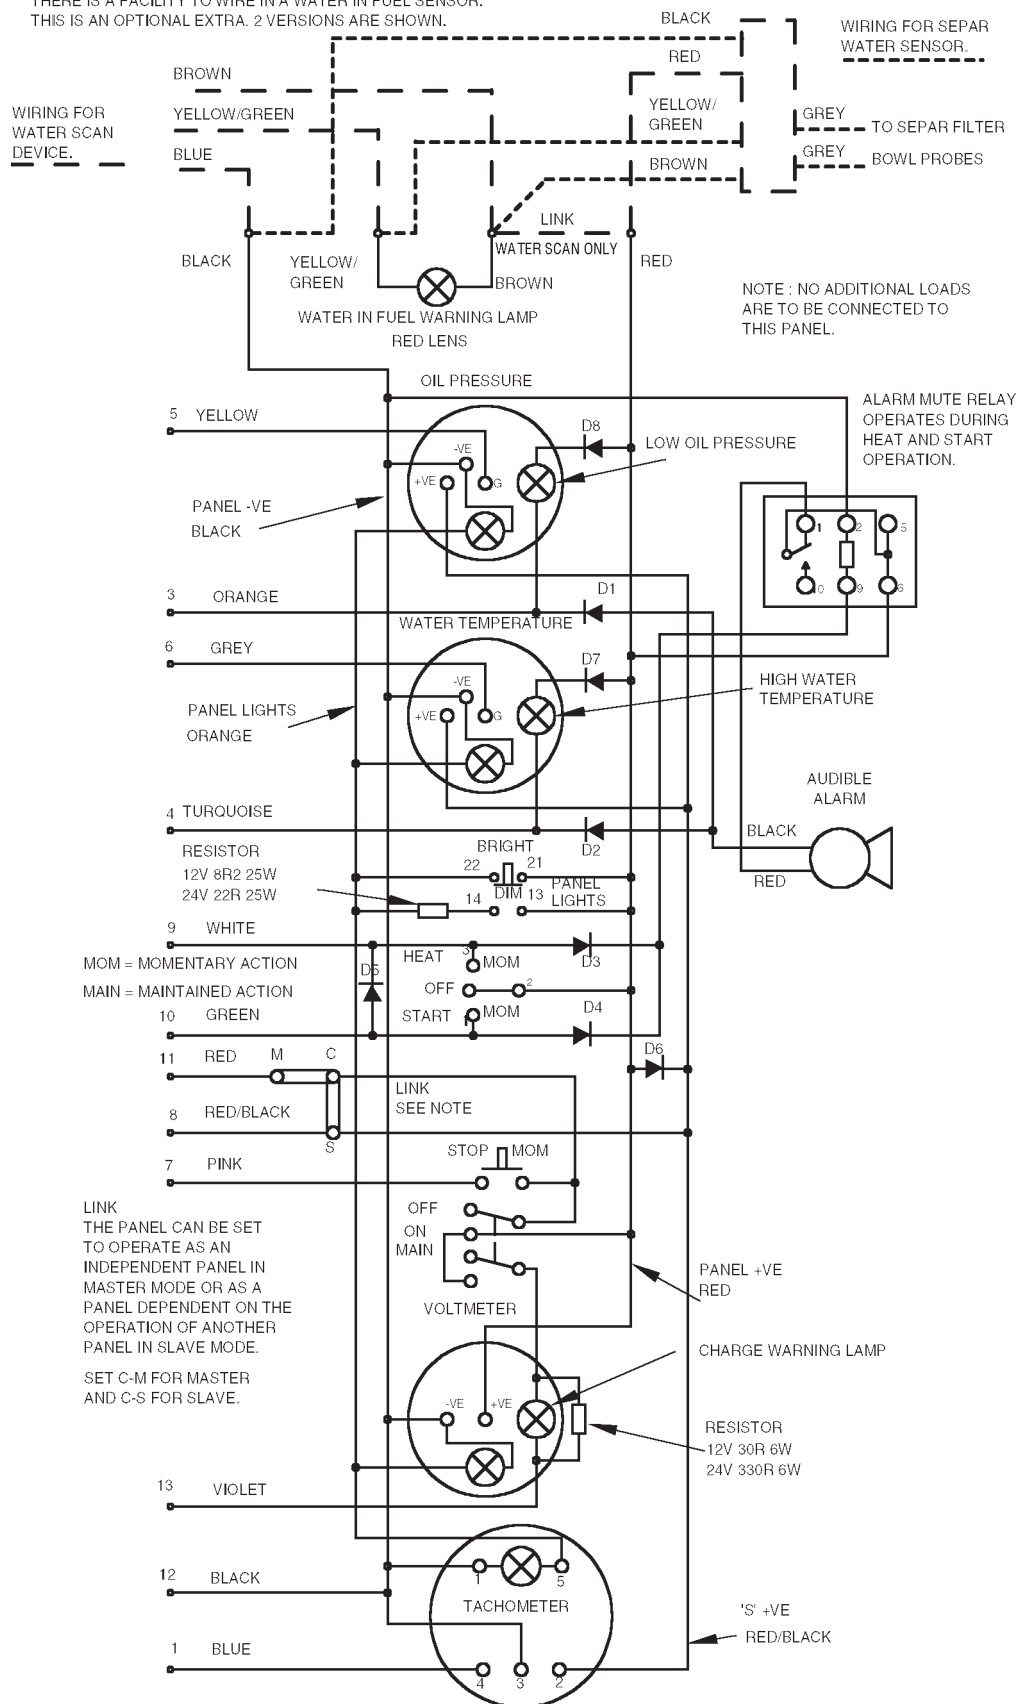 THERE IS A FACILITY TO WIRE IN A WATER IN FUEL SENSOR.
THIS IS AN OPTIONAL EXTRA. 2 VERSIONS ARE SHOWN.
BLACK
WIRING FOR SEPAR
WATER SENSOR.
RED
BROWN
WIRING FOR
WATER SCAN
DEVICE.
YELLOW/GREEN
YELLOW/
GREEN
GREY
TO SEPAR FILTER
BLUE
BROWN
GREY
BOWL PROBES
LINK
WATER SCAN ONLY
BLACK
YELLOW/
GREEN
BROWN
RED
WATER IN FUEL WARNING LAMP
RED LENS
NOTE : NO ADDITIONAL LOADS
ARE TO BE CONNECTED TO
THIS PANEL.
OIL PRESSURE
5 YELLOW
D8
LOW OIL PRESSURE
ALARM MUTE RELAY
OPERATES DURING
HEAT AND START
OPERATION.
-VE
+VE
G
PANEL -VE
BLACK
1
2
5
10
9
6
3 ORANGE
D1
WATER TEMPERATURE
6 GREY
D7
-VE
+VE
G
HIGH WATER
TEMPERATURE
PANEL LIGHTS
ORANGE
AUDIBLE
ALARM
4 TURQUOISE
D2
BLACK
RED
RESISTOR
12V 8R2 25W
24V 22R 25W
BRIGHT
22
21
DIM
14
13
PANEL
LIGHTS
9 WHITE
MOM = MOMENTARY ACTION
MAIN = MAINTAINED ACTION
D5
HEAT
3
MOM
D3
OFF
2
START
1
MOM
D4
10 GREEN
11 RED
M
C
D6
LINK
SEE NOTE
8 RED/BLACK
S
STOP
MOM
7 PINK
LINK
THE PANEL CAN BE SET
TO OPERATE AS AN
INDEPENDENT PANEL IN
MASTER MODE OR AS A
PANEL DEPENDENT ON THE
OPERATION OF ANOTHER
PANEL IN SLAVE MODE.
SET C-M FOR MASTER
AND C-S FOR SLAVE.
OFF
ON
MAIN
VOLTMETER
PANEL +VE
RED
CHARGE WARNING LAMP
-VE
+VE
RESISTOR
12V 30R 6W
24V 330R 6W
13 VIOLET
12 BLACK
1
5
TACHOMETER
'S' +VE
RED/BLACK
1 BLUE
4
3
2